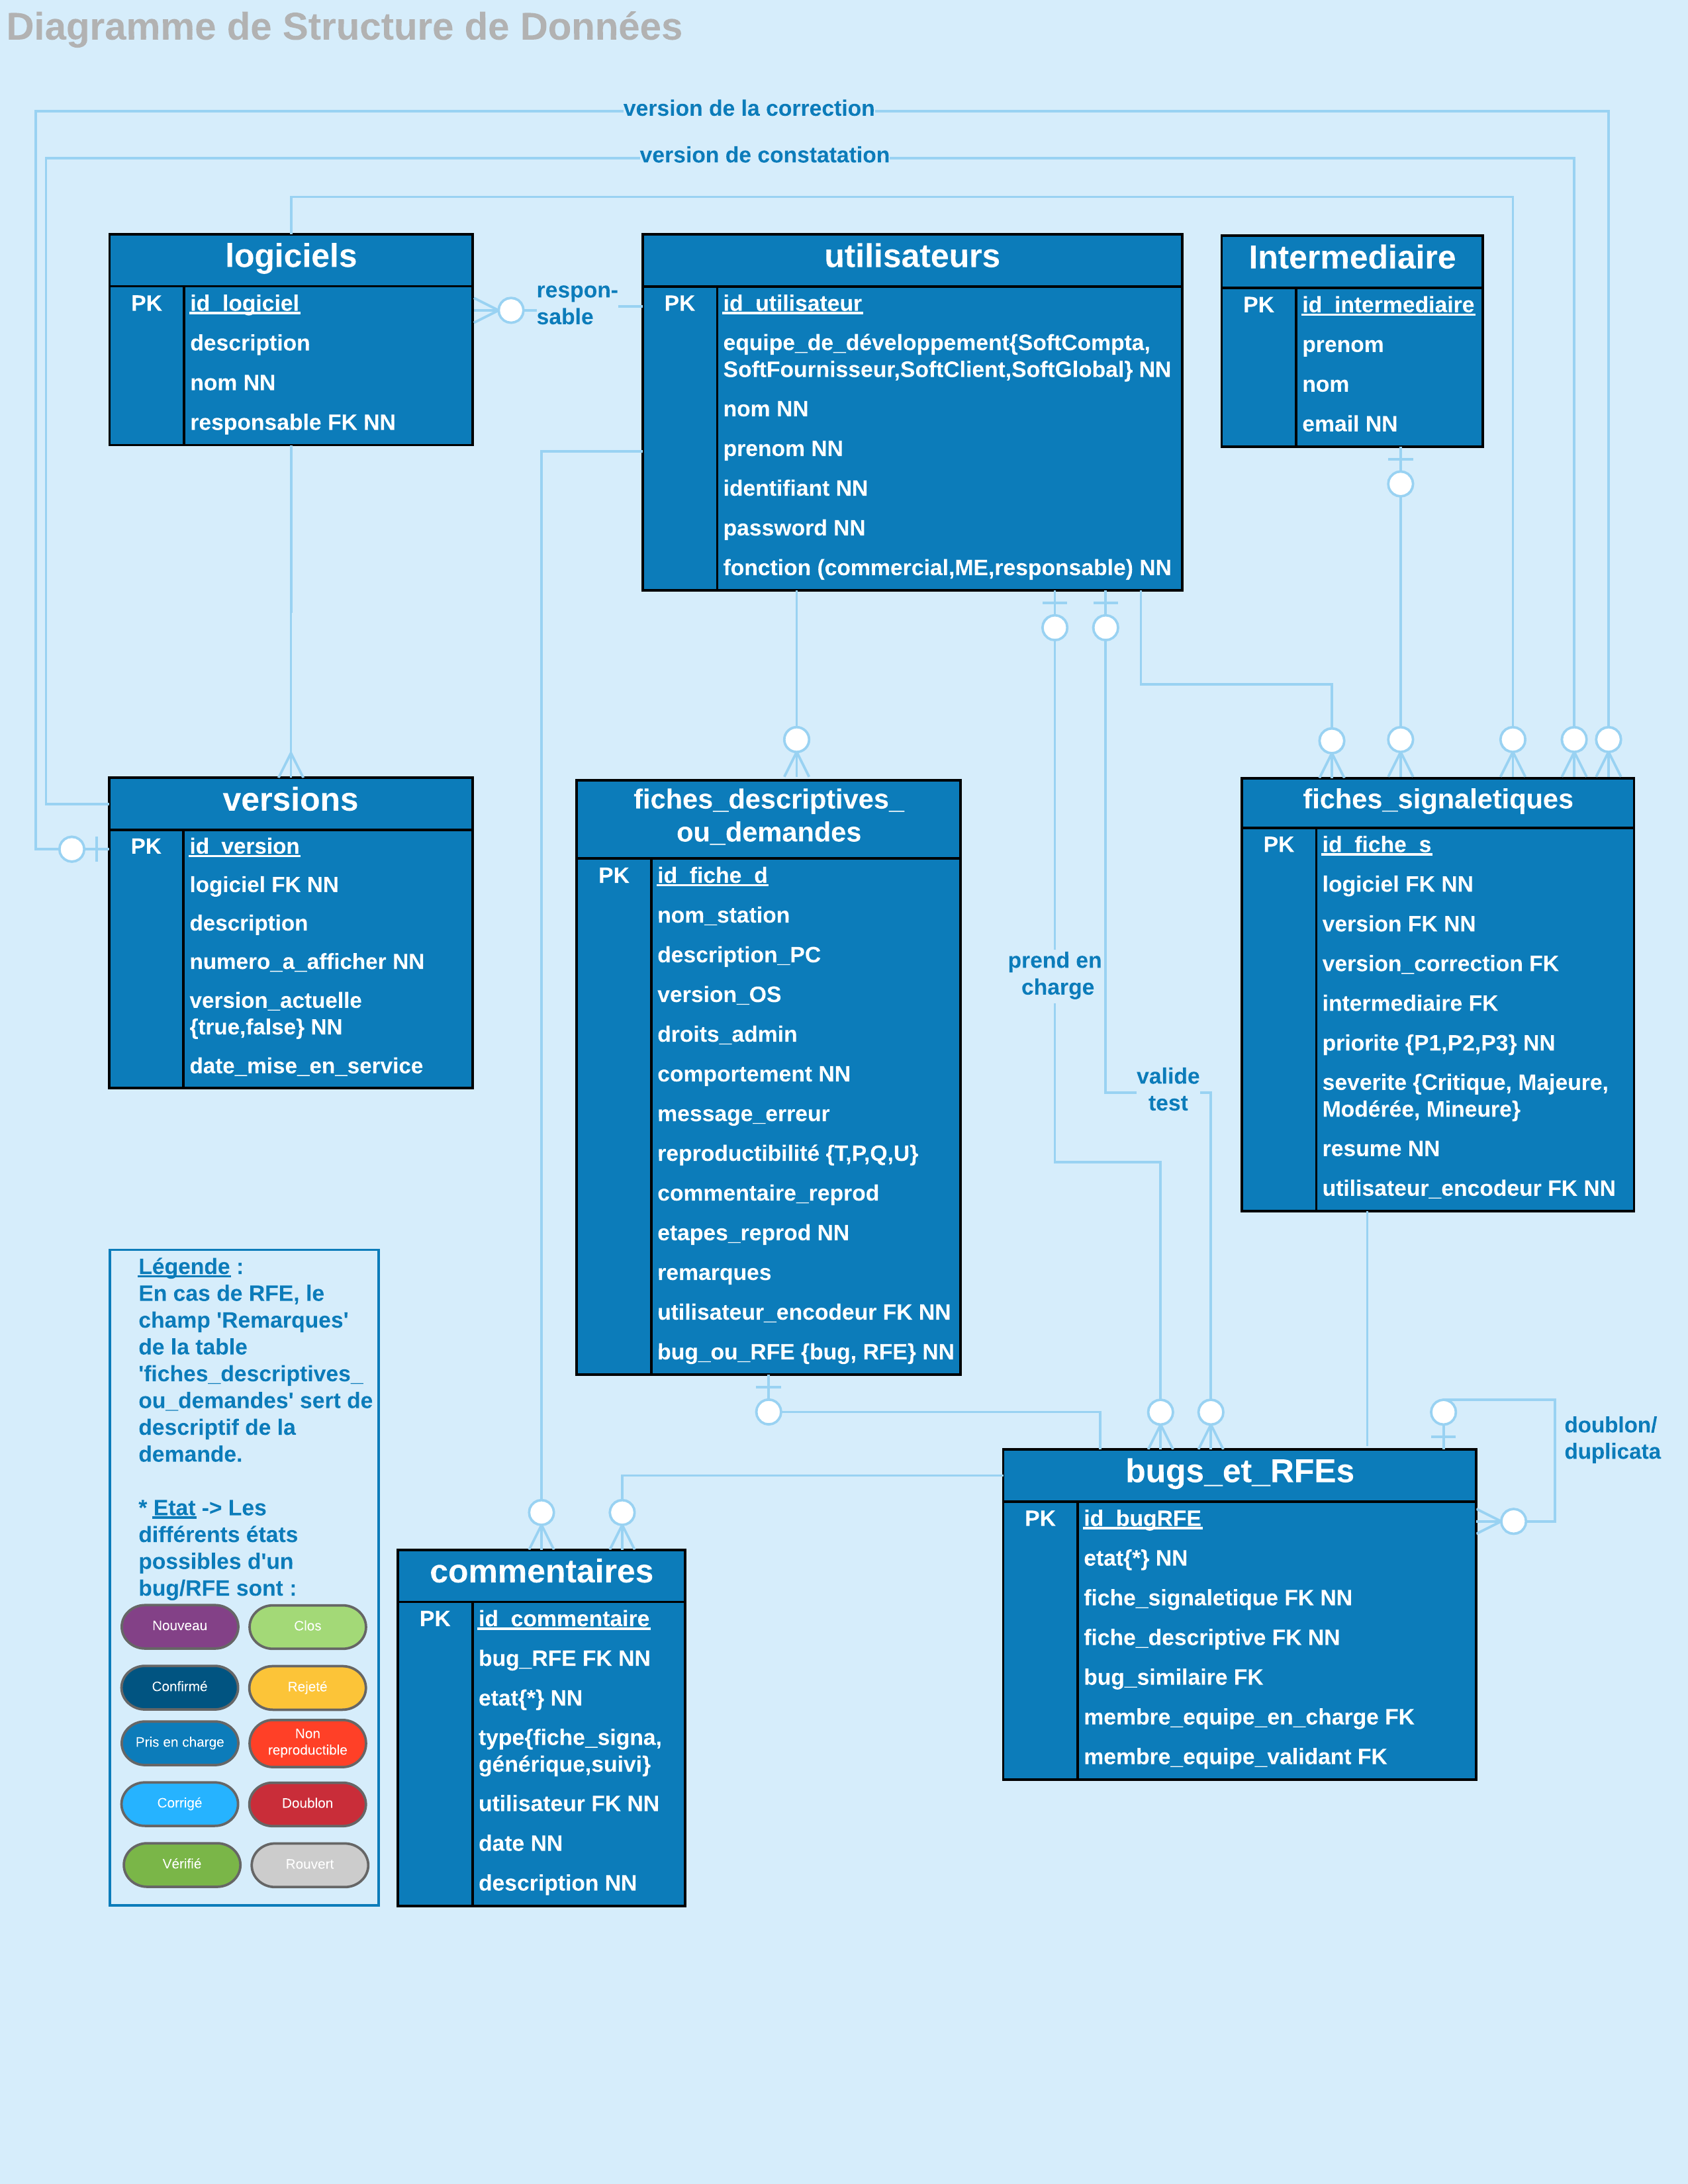 Diagramme de Structure de Données
version de la correction
version de constatation
logiciels
PK id_logiciel
description
nom NN
responsable FK NN
respon-
sable
utilisateurs
PK id_utilisateur
equipe_de_développement{SoftCompta,
SoftFournisseur,SoftClient,SoftGlobal} NN
nom NN
prenom NN
identifiant NN
password NN
fonction (commercial,ME,responsable) NN
Intermediaire
PK id_intermediaire
prenom
nom
email NN
versions
PK id_version
logiciel FK NN
description
numero_a_afficher NN
version_actuelle
{true,false} NN
date_mise_en_service
fiches_descriptives_
ou_demandes
PK id_fiche_d
nom_station
description_PC
version_OS
droits_admin
comportement NN
message_erreur
reproductibilité {T,P,Q,U}
commentaire_reprod
etapes_reprod NN
remarques
utilisateur_encodeur FK NN
bug_ou_RFE {bug, RFE} NN
prend en
charge
valide
test
fiches_signaletiques
PK id_fiche_s
logiciel FK NN
version FK NN
version_correction FK
intermediaire FK
priorite {P1,P2,P3} NN
severite {Critique, Majeure,
Modérée, Mineure}
resume NN
utilisateur_encodeur FK NN
Légende :
En cas de RFE, le
champ 'Remarques'
de la table
'fiches_descriptives_
ou_demandes' sert de
descriptif de la
demande.
* Etat -> Les
différents états
possibles d'un
bug/RFE sont :
Nouveau
Clos
Confirmé
Rejeté
Pris en charge
Non
reproductible
Corrigé
Doublon
Vérifié
Rouvert
commentaires
PK id_commentaire
bug_RFE FK NN
etat{*} NN
type{fiche_signa,
générique,suivi}
utilisateur FK NN
date NN
description NN
bugs_et_RFEs
PK id_bugRFE
etat{*} NN
fiche_signaletique FK NN
fiche_descriptive FK NN
bug_similaire FK
membre_equipe_en_charge FK
membre_equipe_validant FK
doublon/
duplicata